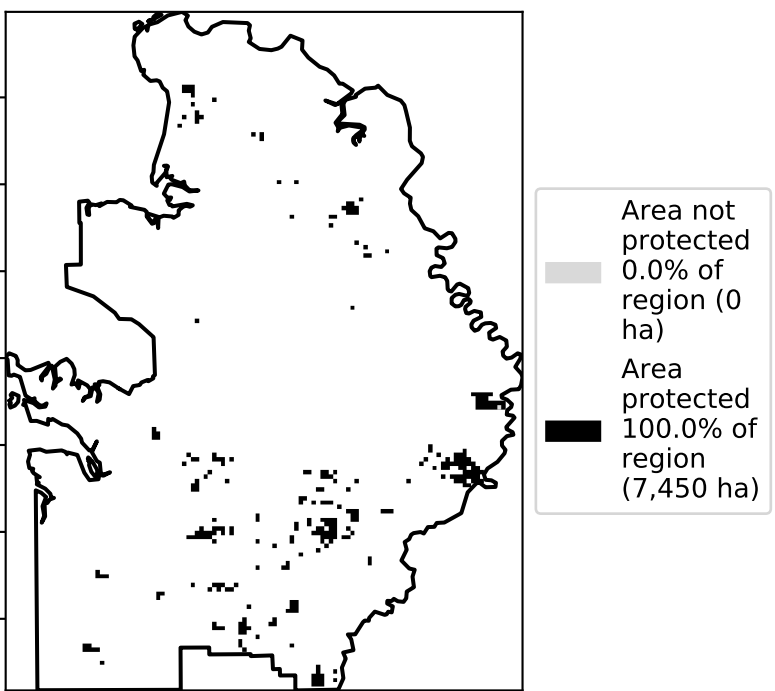 Area not
protected
0.0% of
region (0
ha)
Area
protected
100.0% of
region
(7,450 ha)